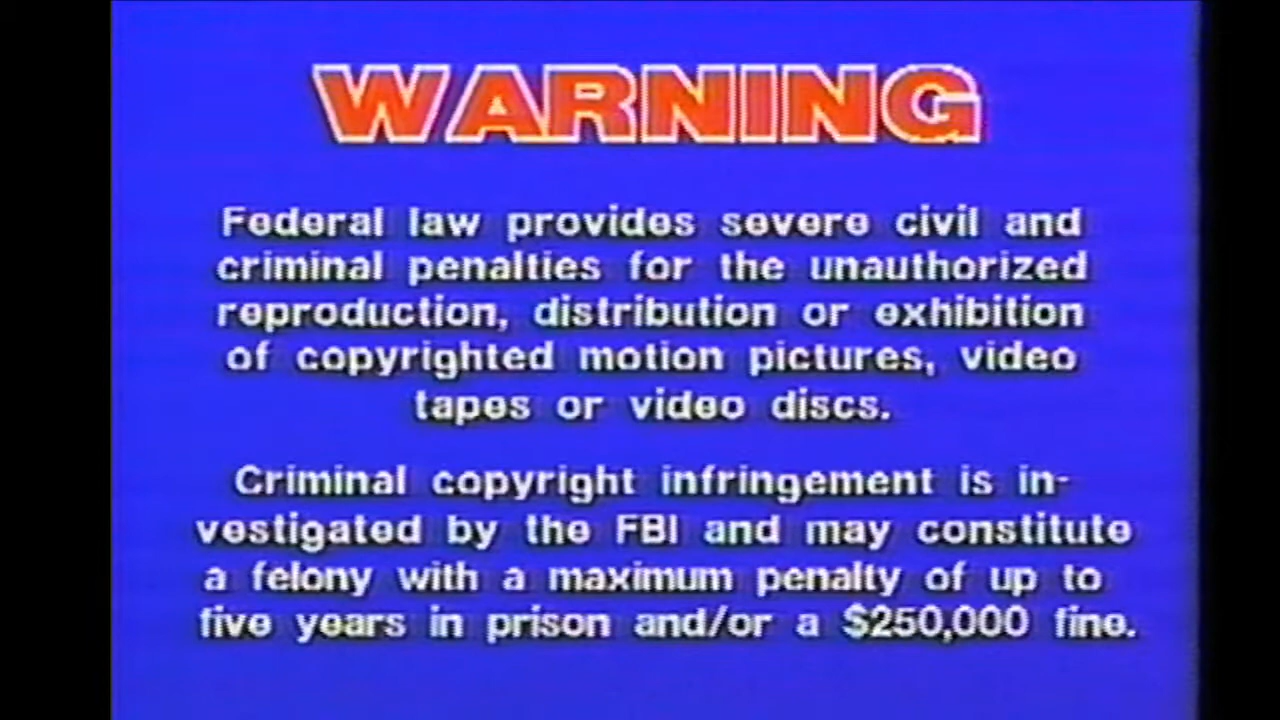 WARNING
Federal law provides severe civil and
criminal penalties for the unauthorized
reproduction, distribution or exhibition
of copyrighted motion pictures, video
tapes or video discs.
Criminal copyright infringement is in-
vestigated by the FBI and may constitute
a felony with a maximum penalty of up to
five years in prison and/or a $250,000 fine.